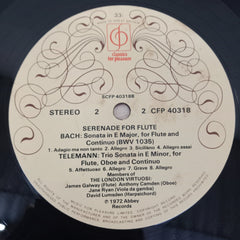 33
classics
for pleasure
SCFP 40318B
STEREO 2
2 CFP 40318
SERENADE FOR FLUTE
BACH: Sonata in E Major, for Flute and
Continuo (BWV 1035)
1. Adagio ma non tanto 2. Allegro 3. Siciliano 4. Allegro assai
TELEMANN: Trio Sonata in E Minor, for
Flute, Oboe and Continuo
5. Affettuoso 6. Allegro 7. Grave 8. Allegro
Members of
THE LONDON VIRTUOSI:
James Galway (Flute) Anthony Camden (Oboe)
Jane Ryan (Viola da gamba)
David Lumsden (Harpsichord)
℗ 1972 Abbey
Records